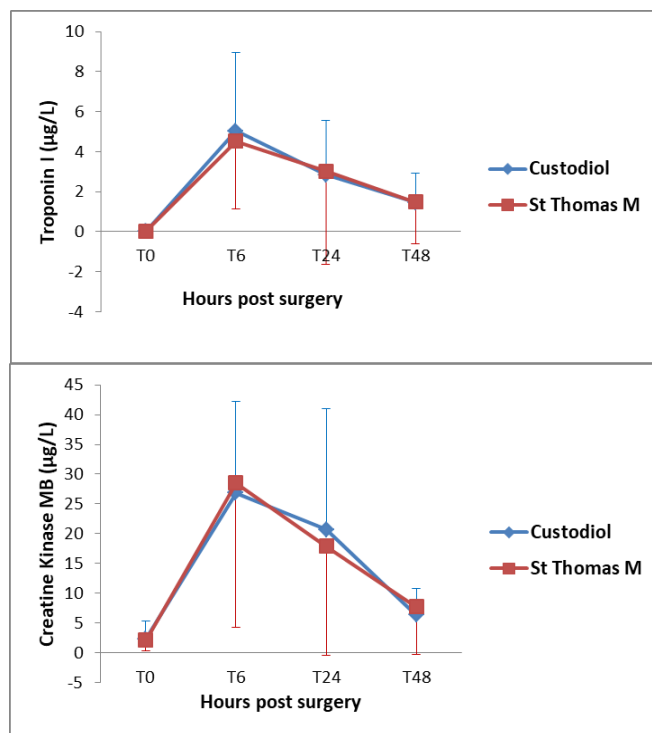 10
8
6
4
2
0
-2
-4
Troponin I (µg/L)
T0 T6 T24 T48
Hours post surgery
Custodiol
St Thomas M
45
40
35
30
25
20
15
10
5
0
-5
Creatine Kinase MB (µg/L)
T0 T6 T24 T48
Hours post surgery
Custodiol
St Thomas M